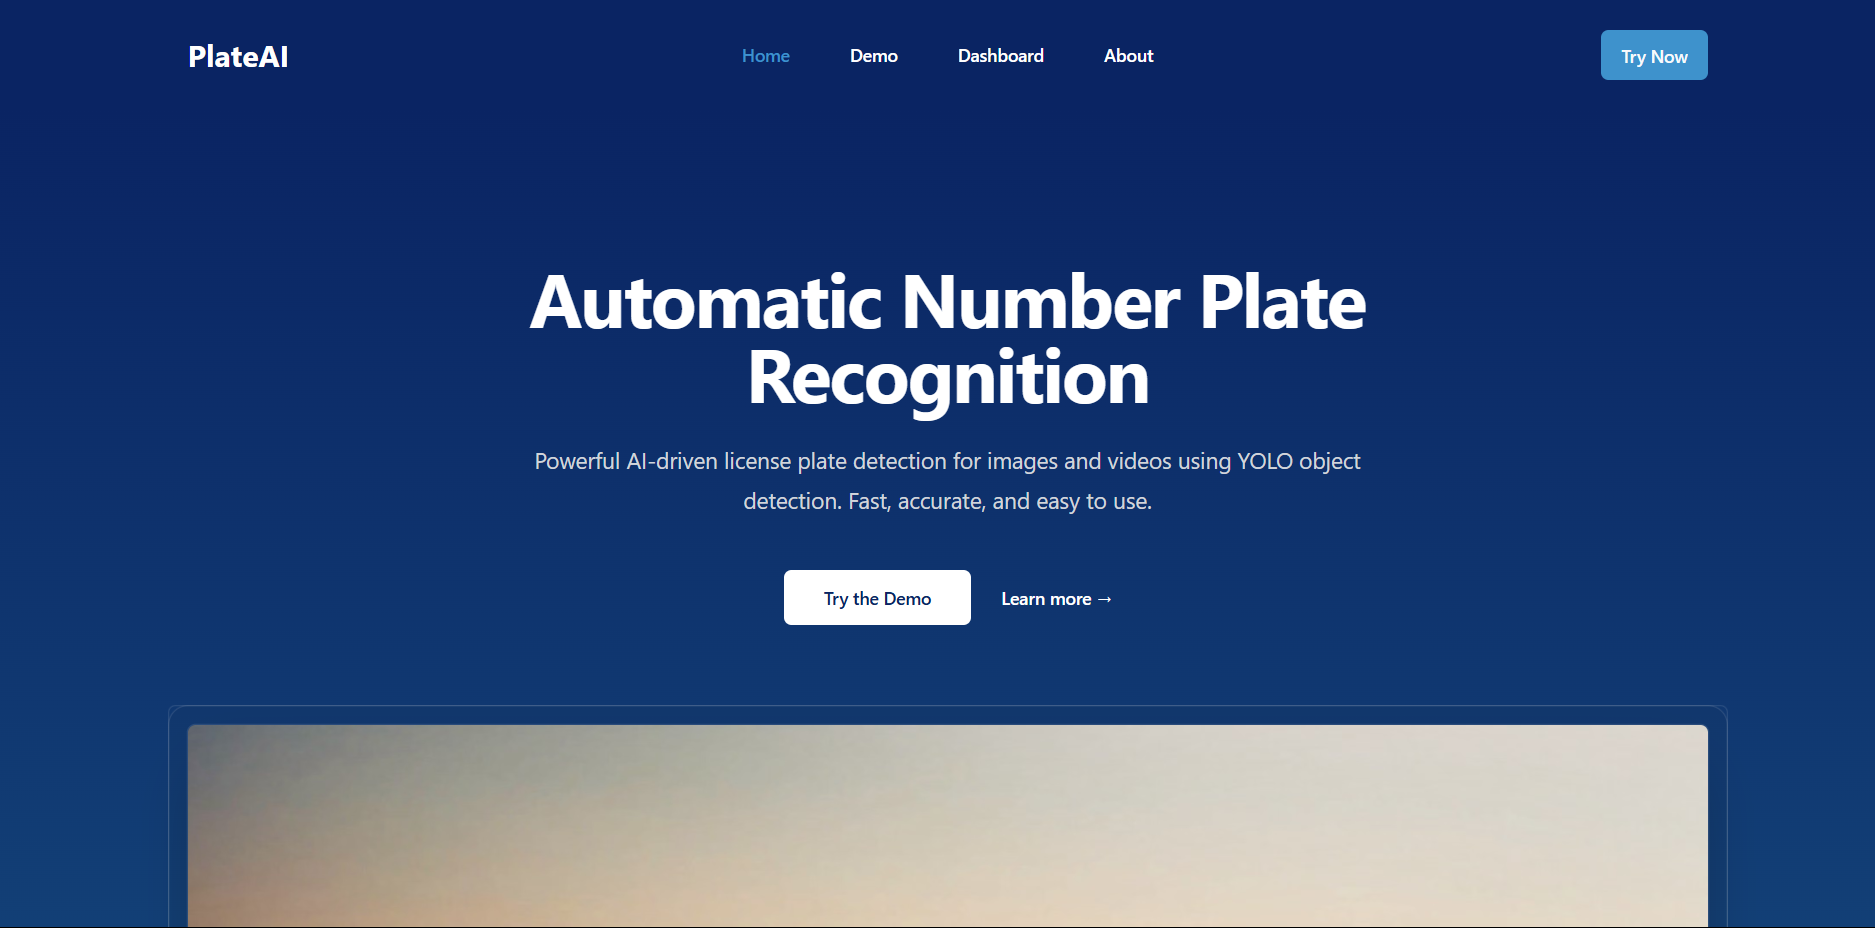 PlateAI
Home
Demo
Dashboard
About
Try Now
Automatic Number Plate
Recognition
Powerful AI-driven license plate detection for images and videos using YOLO object
detection. Fast, accurate, and easy to use.
Try the Demo
Learn more →